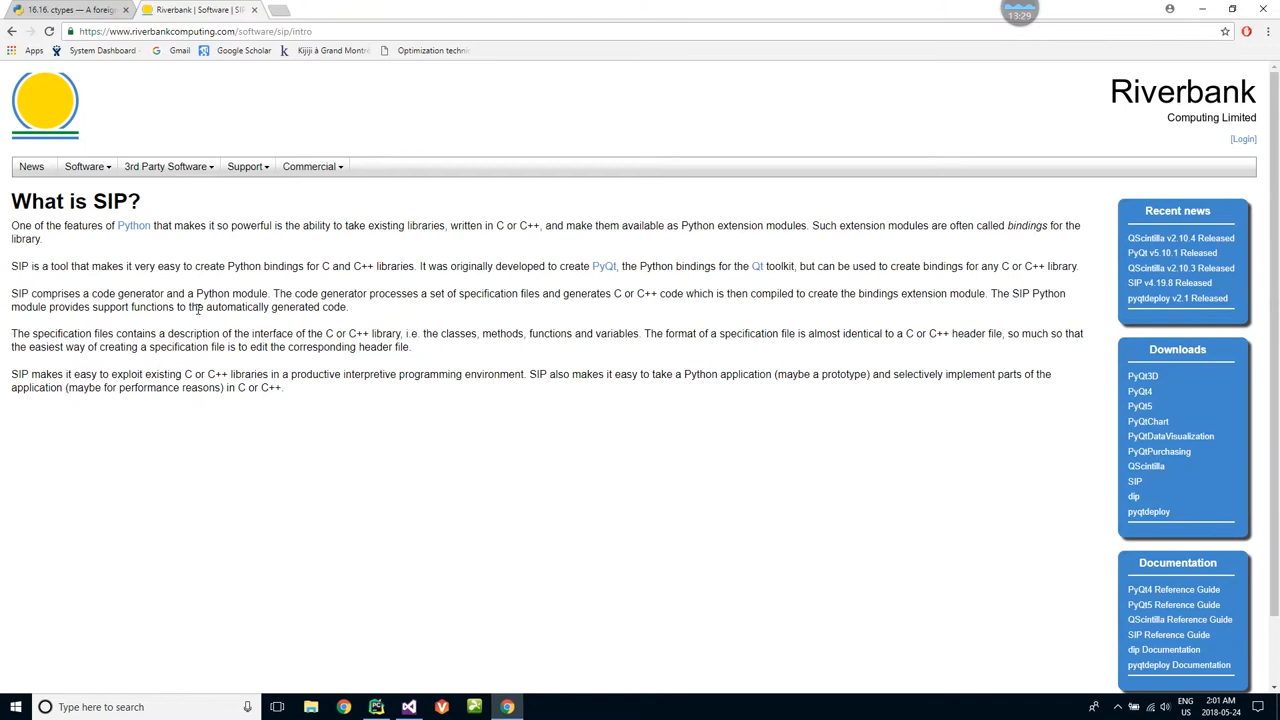 16.16. ctypes — A foreig
Riverbank | Software | SIP
13:29
https://www.riverbankcomputing.com/software/sip/intro
Apps
System Dashboard -
Gmail
Google Scholar
Kijiji à Grand Montré
Optimization technic
Riverbank
Computing Limited
[Login]
News
Software
3rd Party Software
Support
Commercial
What is SIP?
One of the features of Python that makes it so powerful is the ability to take existing libraries, written in C or C++, and make them available as Python extension modules. Such extension modules are often called bindings for the
library.
SIP is a tool that makes it very easy to create Python bindings for C and C++ libraries. It was originally developed to create PyQt, the Python bindings for the Qt toolkit, but can be used to create bindings for any C or C++ library.
SIP comprises a code generator and a Python module. The code generator processes a set of specification files and generates C or C++ code which is then compiled to create the bindings extension module. The SIP Python
module provides support functions to the automatically generated code.
The specification files contains a description of the interface of the C or C++ library, i.e. the classes, methods, functions and variables. The format of a specification file is almost identical to a C or C++ header file, so much so that
the easiest way of creating a specification file is to edit the corresponding header file.
SIP makes it easy to exploit existing C or C++ libraries in a productive interpretive programming environment. SIP also makes it easy to take a Python application (maybe a prototype) and selectively implement parts of the
application (maybe for performance reasons) in C or C++.
Recent news
QScintilla v2.10.4 Released
PyQt v5.10.1 Released
QScintilla v2.10.3 Released
SIP v4.19.8 Released
pyqtdeploy v2.1 Released
Downloads
PyQt3D
PyQt4
PyQt5
PyQtChart
PyQtDataVisualization
PyQtPurchasing
QScintilla
SIP
dip
pyqtdeploy
Documentation
PyQt4 Reference Guide
PyQt5 Reference Guide
QScintilla Reference Guide
SIP Reference Guide
dip Documentation
pyqtdeploy Documentation
Type here to search
ENG
US
2:01 AM
2018-05-24